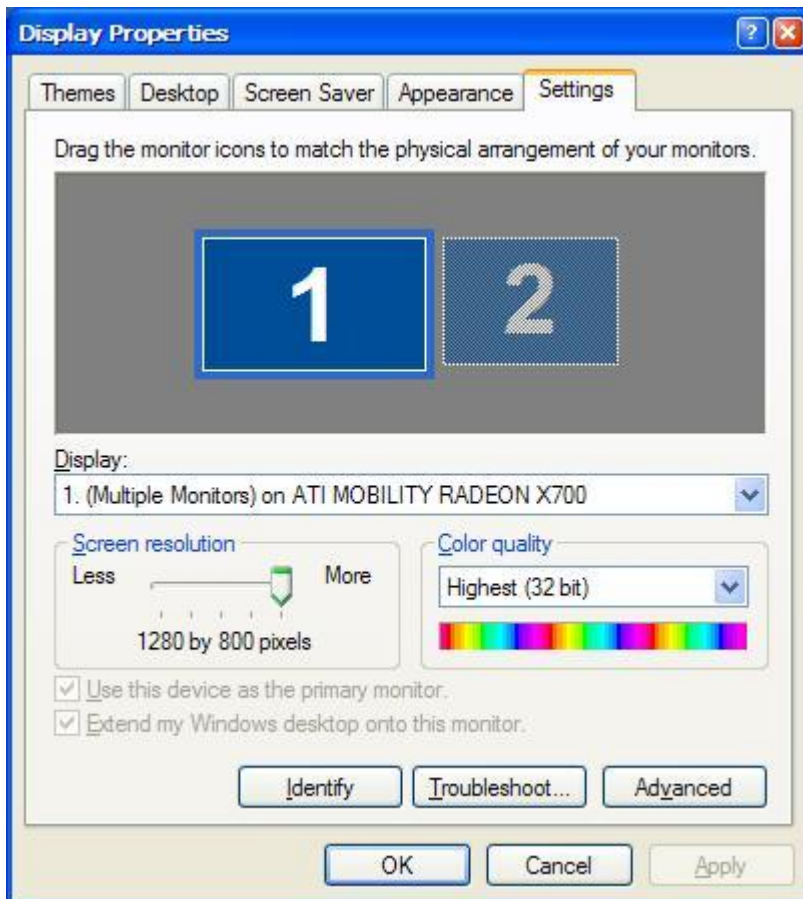 Display Properties
?
Themes Desktop Screen Saver Appearance Settings
Drag the monitor icons to match the physical arrangement of your monitors.
1 2
Display:
1. (Multiple Monitors) on ATI MOBILITY RADEON X700
Screen resolution Color quality
Less More Highest (32 bit)
1280 by 800 pixels
Use this device as the primary monitor.
Extend my Windows desktop onto this monitor.
Identify Troubleshoot... Advanced
OK Cancel Apply